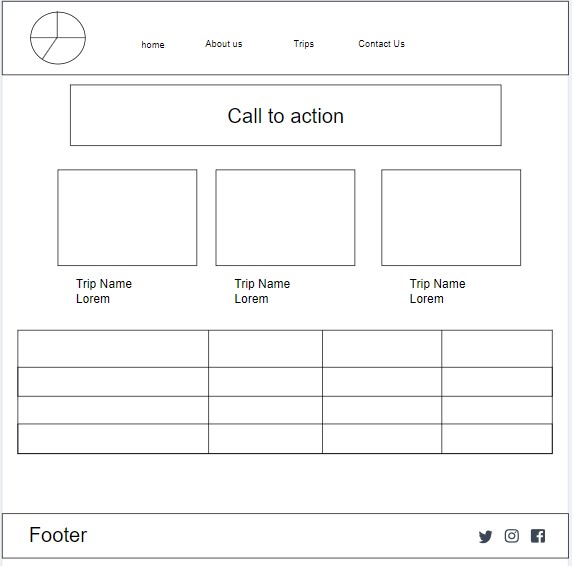 home
About us
Trips
Contact Us
Call to action
Trip Name
Lorem
Trip Name
Lorem
Trip Name
Lorem
Footer